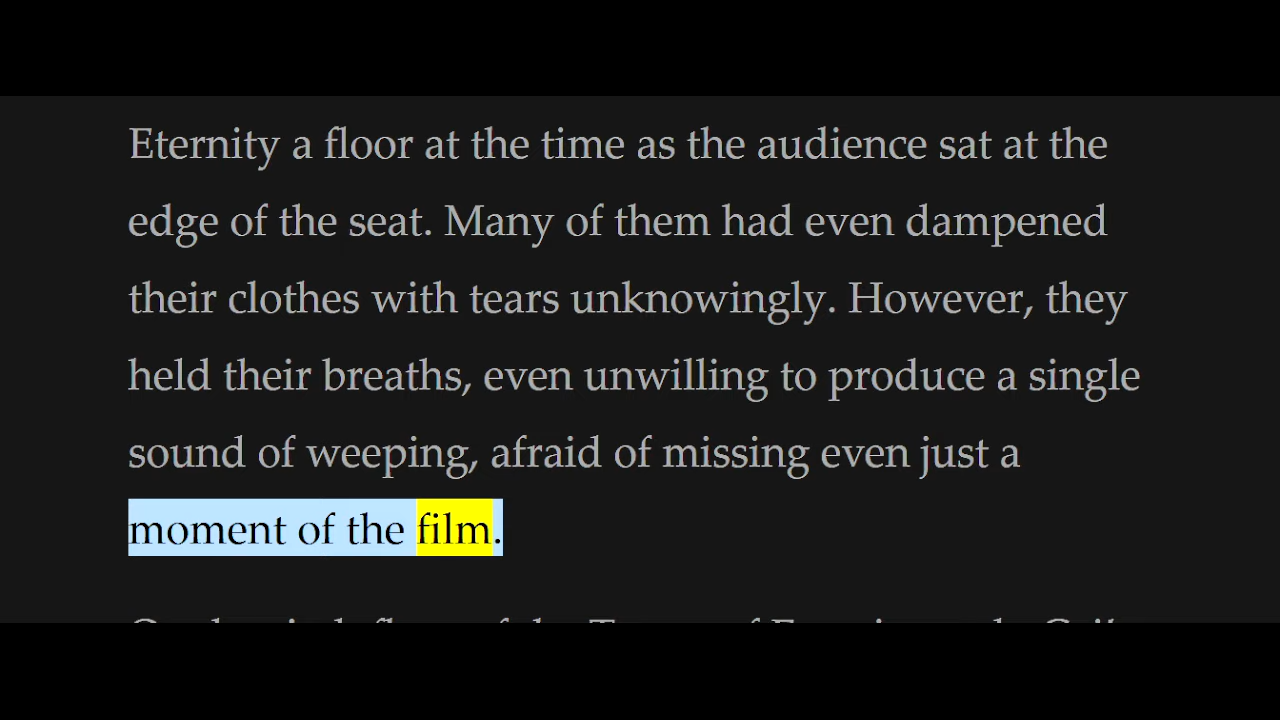 Eternity a floor at the time as the audience sat at the
edge of the seat. Many of them had even dampened
their clothes with tears unknowingly. However, they
held their breaths, even unwilling to produce a single
sound of weeping, afraid of missing even just a
moment of the film.